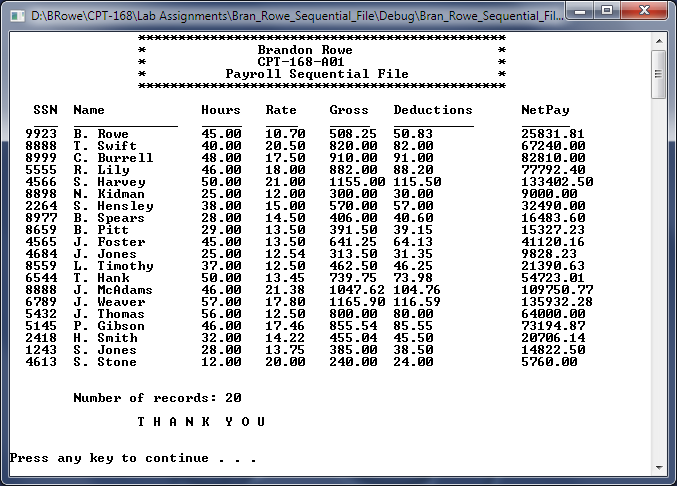 D:\BRowe\CPT-168\Lab Assignments\Bran_Rowe_Sequential_File\Debug\Bran_Rowe_Sequential_Fil...
**********************************************
* Brandon Rowe *
* CPT-168-A01 *
* Payroll Sequential File *
**********************************************
SSN Name Hours Rate Gross Deductions NetPay
9923 B. Rowe 45.00 10.70 508.25 50.83 25831.81
8888 T. Swift 40.00 20.50 820.00 82.00 67240.00
8999 C. Burrell 48.00 17.50 910.00 91.00 82810.00
5555 R. Lily 46.00 18.00 882.00 88.20 77792.40
4566 S. Harvey 50.00 21.00 1155.00 115.50 133402.50
8898 N. Kidman 25.00 12.00 300.00 30.00 9000.00
2264 S. Hensley 38.00 15.00 570.00 57.00 32490.00
8977 B. Spears 28.00 14.50 406.00 40.60 16483.60
8659 B. Pitt 29.00 13.50 391.50 39.15 15327.23
4565 J. Foster 45.00 13.50 641.25 64.13 41120.16
4684 J. Jones 25.00 12.54 313.50 31.35 9828.23
8559 L. Timothy 37.00 12.50 462.50 46.25 21390.63
6544 T. Hank 50.00 13.45 739.75 73.98 54723.01
8888 J. McAdams 46.00 21.38 1047.62 104.76 109750.77
6789 J. Weaver 57.00 17.80 1165.90 116.59 135932.28
5432 J. Thomas 56.00 12.50 800.00 80.00 64000.00
5145 P. Gibson 46.00 17.46 855.54 85.55 73194.87
2418 H. Smith 32.00 14.22 455.04 45.50 20706.14
1243 S. Jones 28.00 13.75 385.00 38.50 14822.50
4613 S. Stone 12.00 20.00 240.00 24.00 5760.00
Number of records: 20
T H A N K Y O U
Press any key to continue . . .